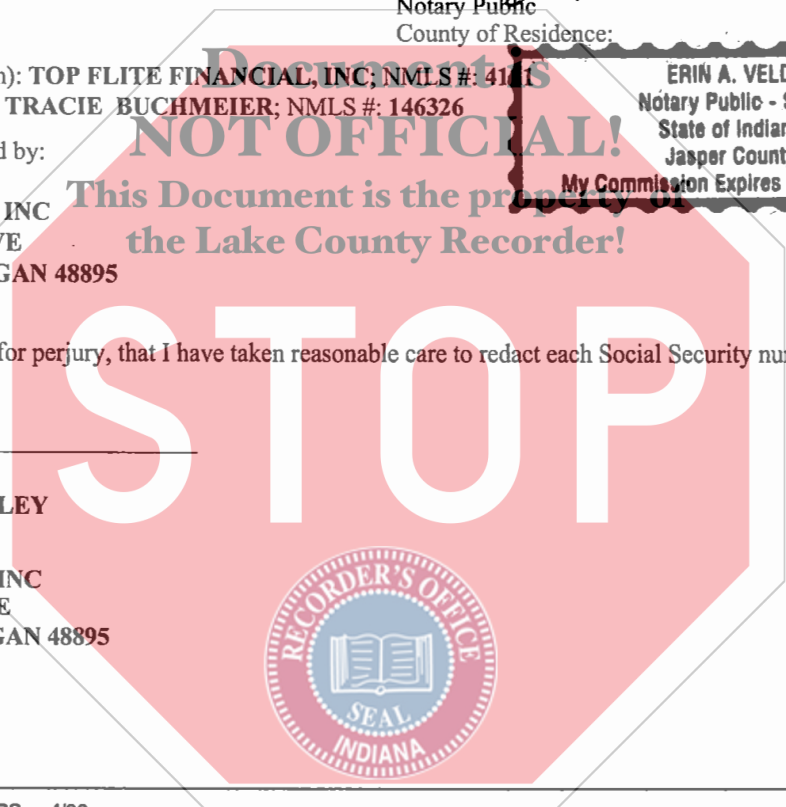 Notary Public
County of Residence:
n): TOP FLITE FINANCIAL, INC; NMLS #: 4181
TRACIE BUCHMEIER; NMLS #: 146326
d by:
INC
VE
GAN 48895
ERIN A. VELD
Notary Public - S
State of Indian
Jasper Count
My Commission Expires
Document is
NOT OFFICIAL!
This Document is the property of
the Lake County Recorder!
for perjury, that I have taken reasonable care to redact each Social Security nu
STOP
LEY
INC
E
GAN 48895
RECORDER'S OFFICE
SEAL
INDIANA